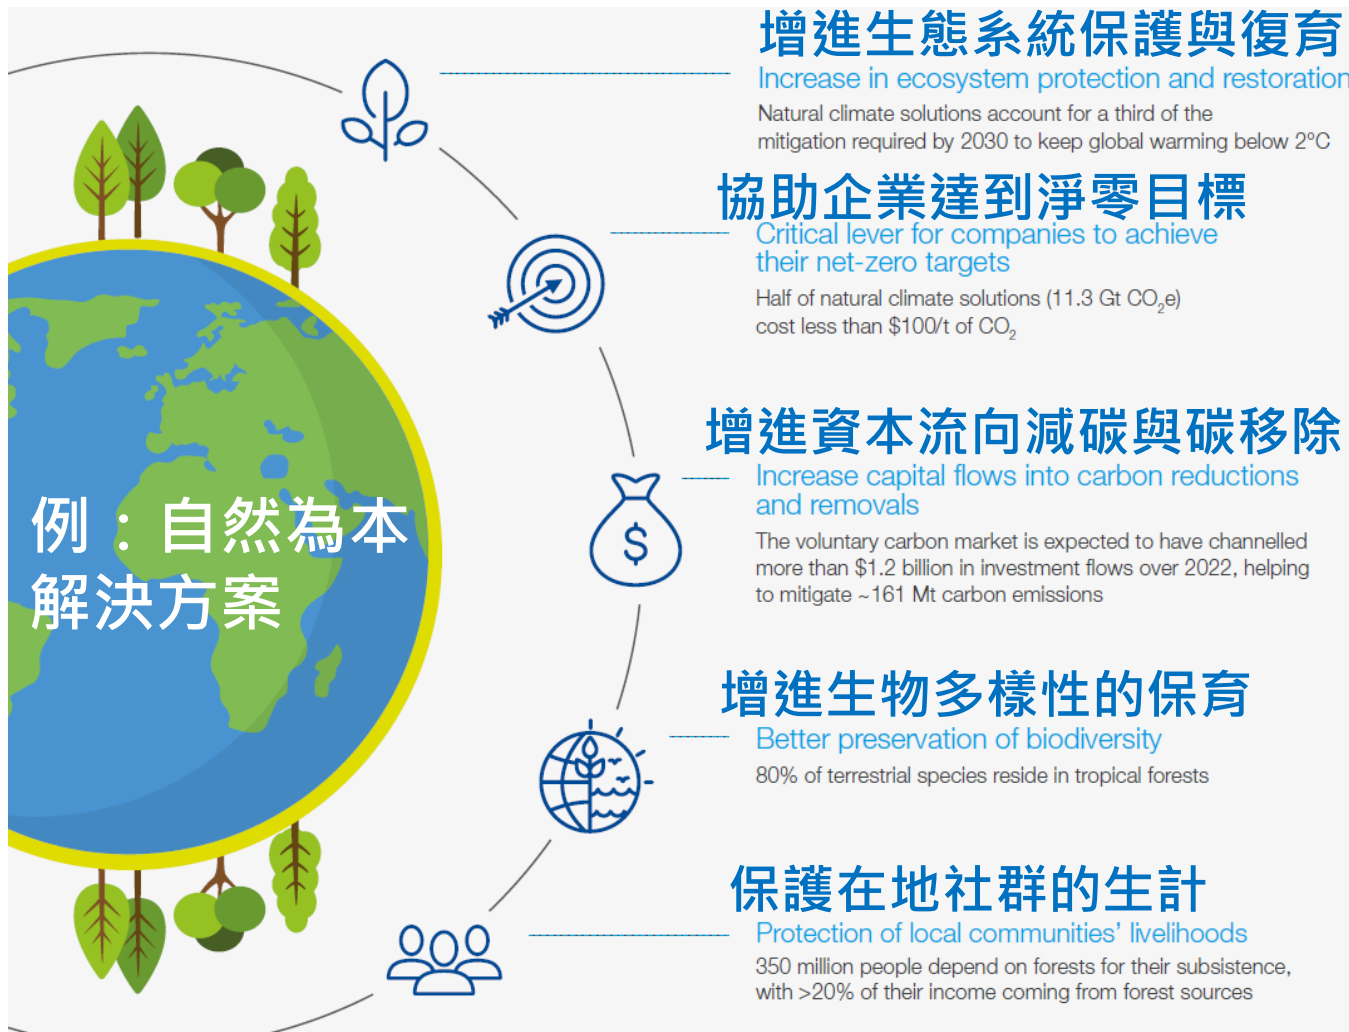 增進生態系統保護與復育
Increase in ecosystem protection and restoration
Natural climate solutions account for a third of the
mitigation required by 2030 to keep global warming below 2ºC
協助企業達到淨零目標
Critical lever for companies to achieve
their net-zero targets
Half of natural climate solutions (11.3 Gt CO₂e)
cost less than $100/t of CO₂
增進資本流向減碳與碳移除
Increase capital flows into carbon reductions
and removals
The voluntary carbon market is expected to have channelled
more than $1.2 billion in investment flows over 2022, helping
to mitigate ~161 Mt carbon emissions
例：自然為本
解決方案
$
增進生物多樣性的保育
Better preservation of biodiversity
80% of terrestrial species reside in tropical forests
保護在地社群的生計
Protection of local communities’ livelihoods
350 million people depend on forests for their subsistence,
with >20% of their income coming from forest sources